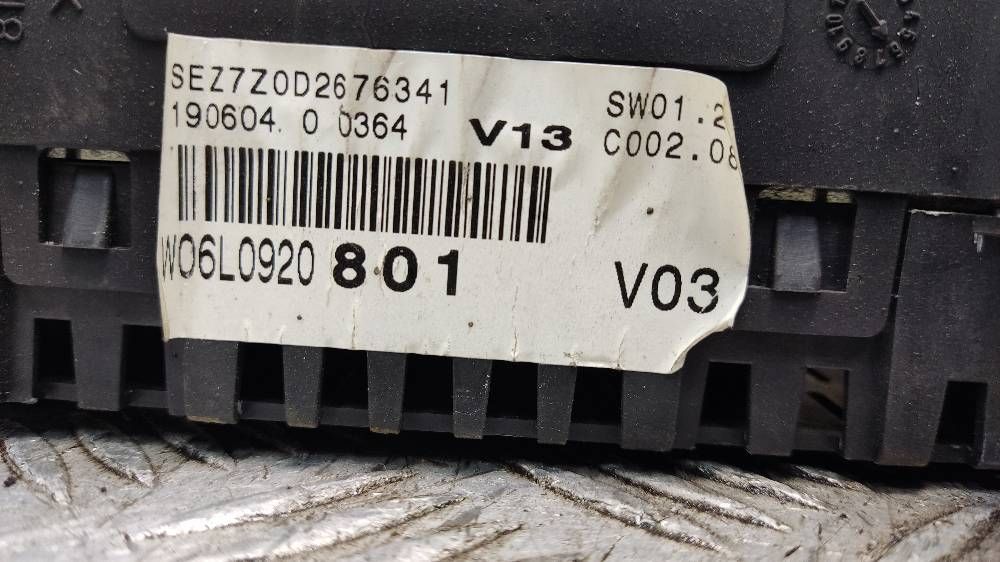 SEZ7Z0D2676341
190604. 0 0364 V13
SW01.2
C002.08
W06L0920 801 V03